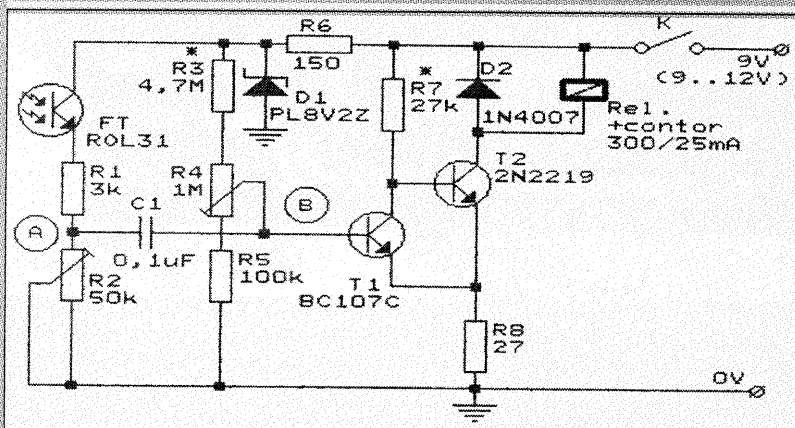 K
R6
150
9V
(9..12V)
*
R3
4,7M
D1
PL8V2Z
*
R7
27k
D2
1N4007
Rel.
+contor
300/25mA
FT
ROL31
R1
3k
R4
1M
T2
2N2219
A
C1
0,1uF
B
R2
50k
R5
100k
T1
BC107C
R8
27
0V